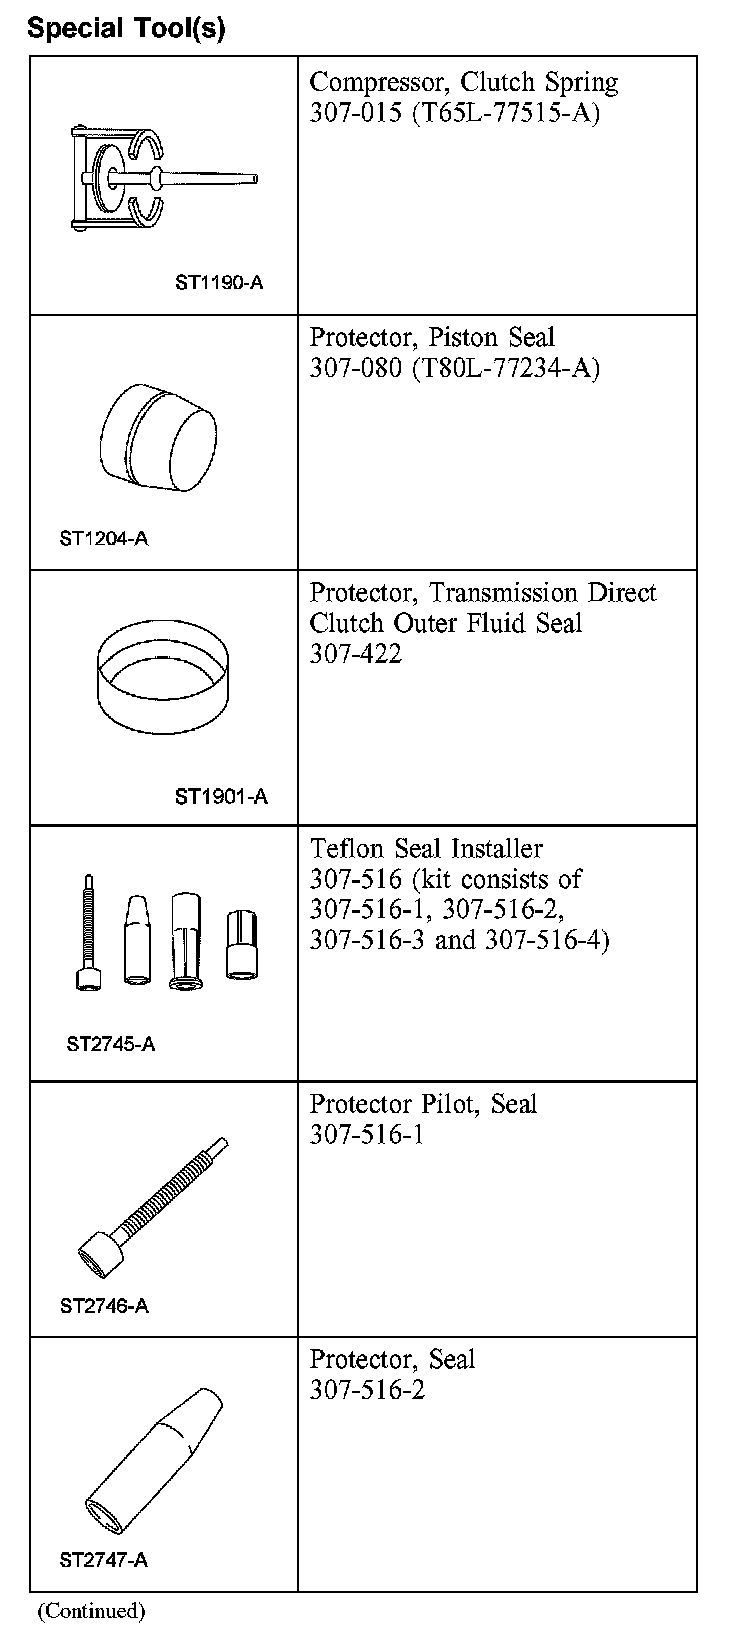 Special Tool(s)
Compressor, Clutch Spring
307-015 (T65L-77515-A)
ST1190-A
Protector, Piston Seal
307-080 (T80L-77234-A)
ST1204-A
Protector, Transmission Direct
Clutch Outer Fluid Seal
307-422
ST1901-A
Teflon Seal Installer
307-516 (kit consists of
307-516-1, 307-516-2,
307-516-3 and 307-516-4)
ST2745-A
Protector Pilot, Seal
307-516-1
ST2746-A
Protector, Seal
307-516-2
ST2747-A
(Continued)